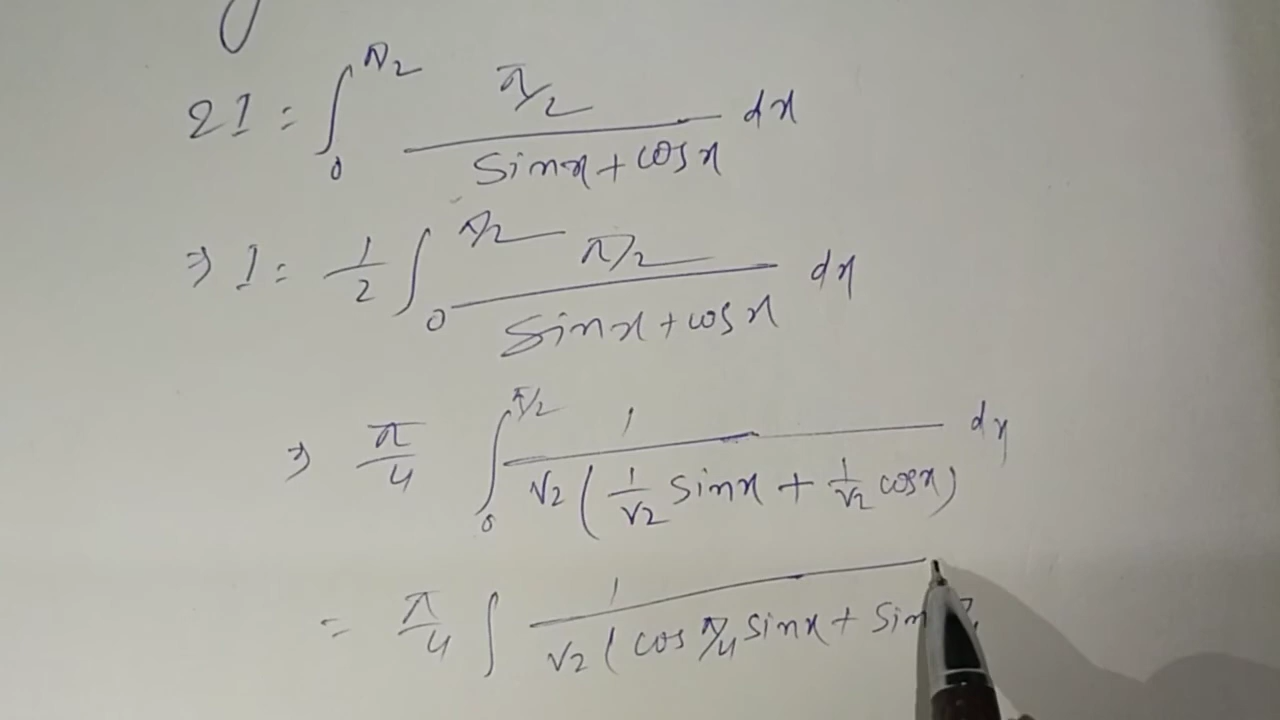 2I = ∫₀^π/2 (π/2)/(sinx + cosx) dx
⇒ I = 1/2 ∫₀^π/2 (π/2)/(sinx + cosx) dx
⇒ π/4 ∫₀^π/2 1/(√2(1/√2 sinx + 1/√2 cosx)) dx
= π/4 ∫ 1/(√2(cos π/4 sinx + sin